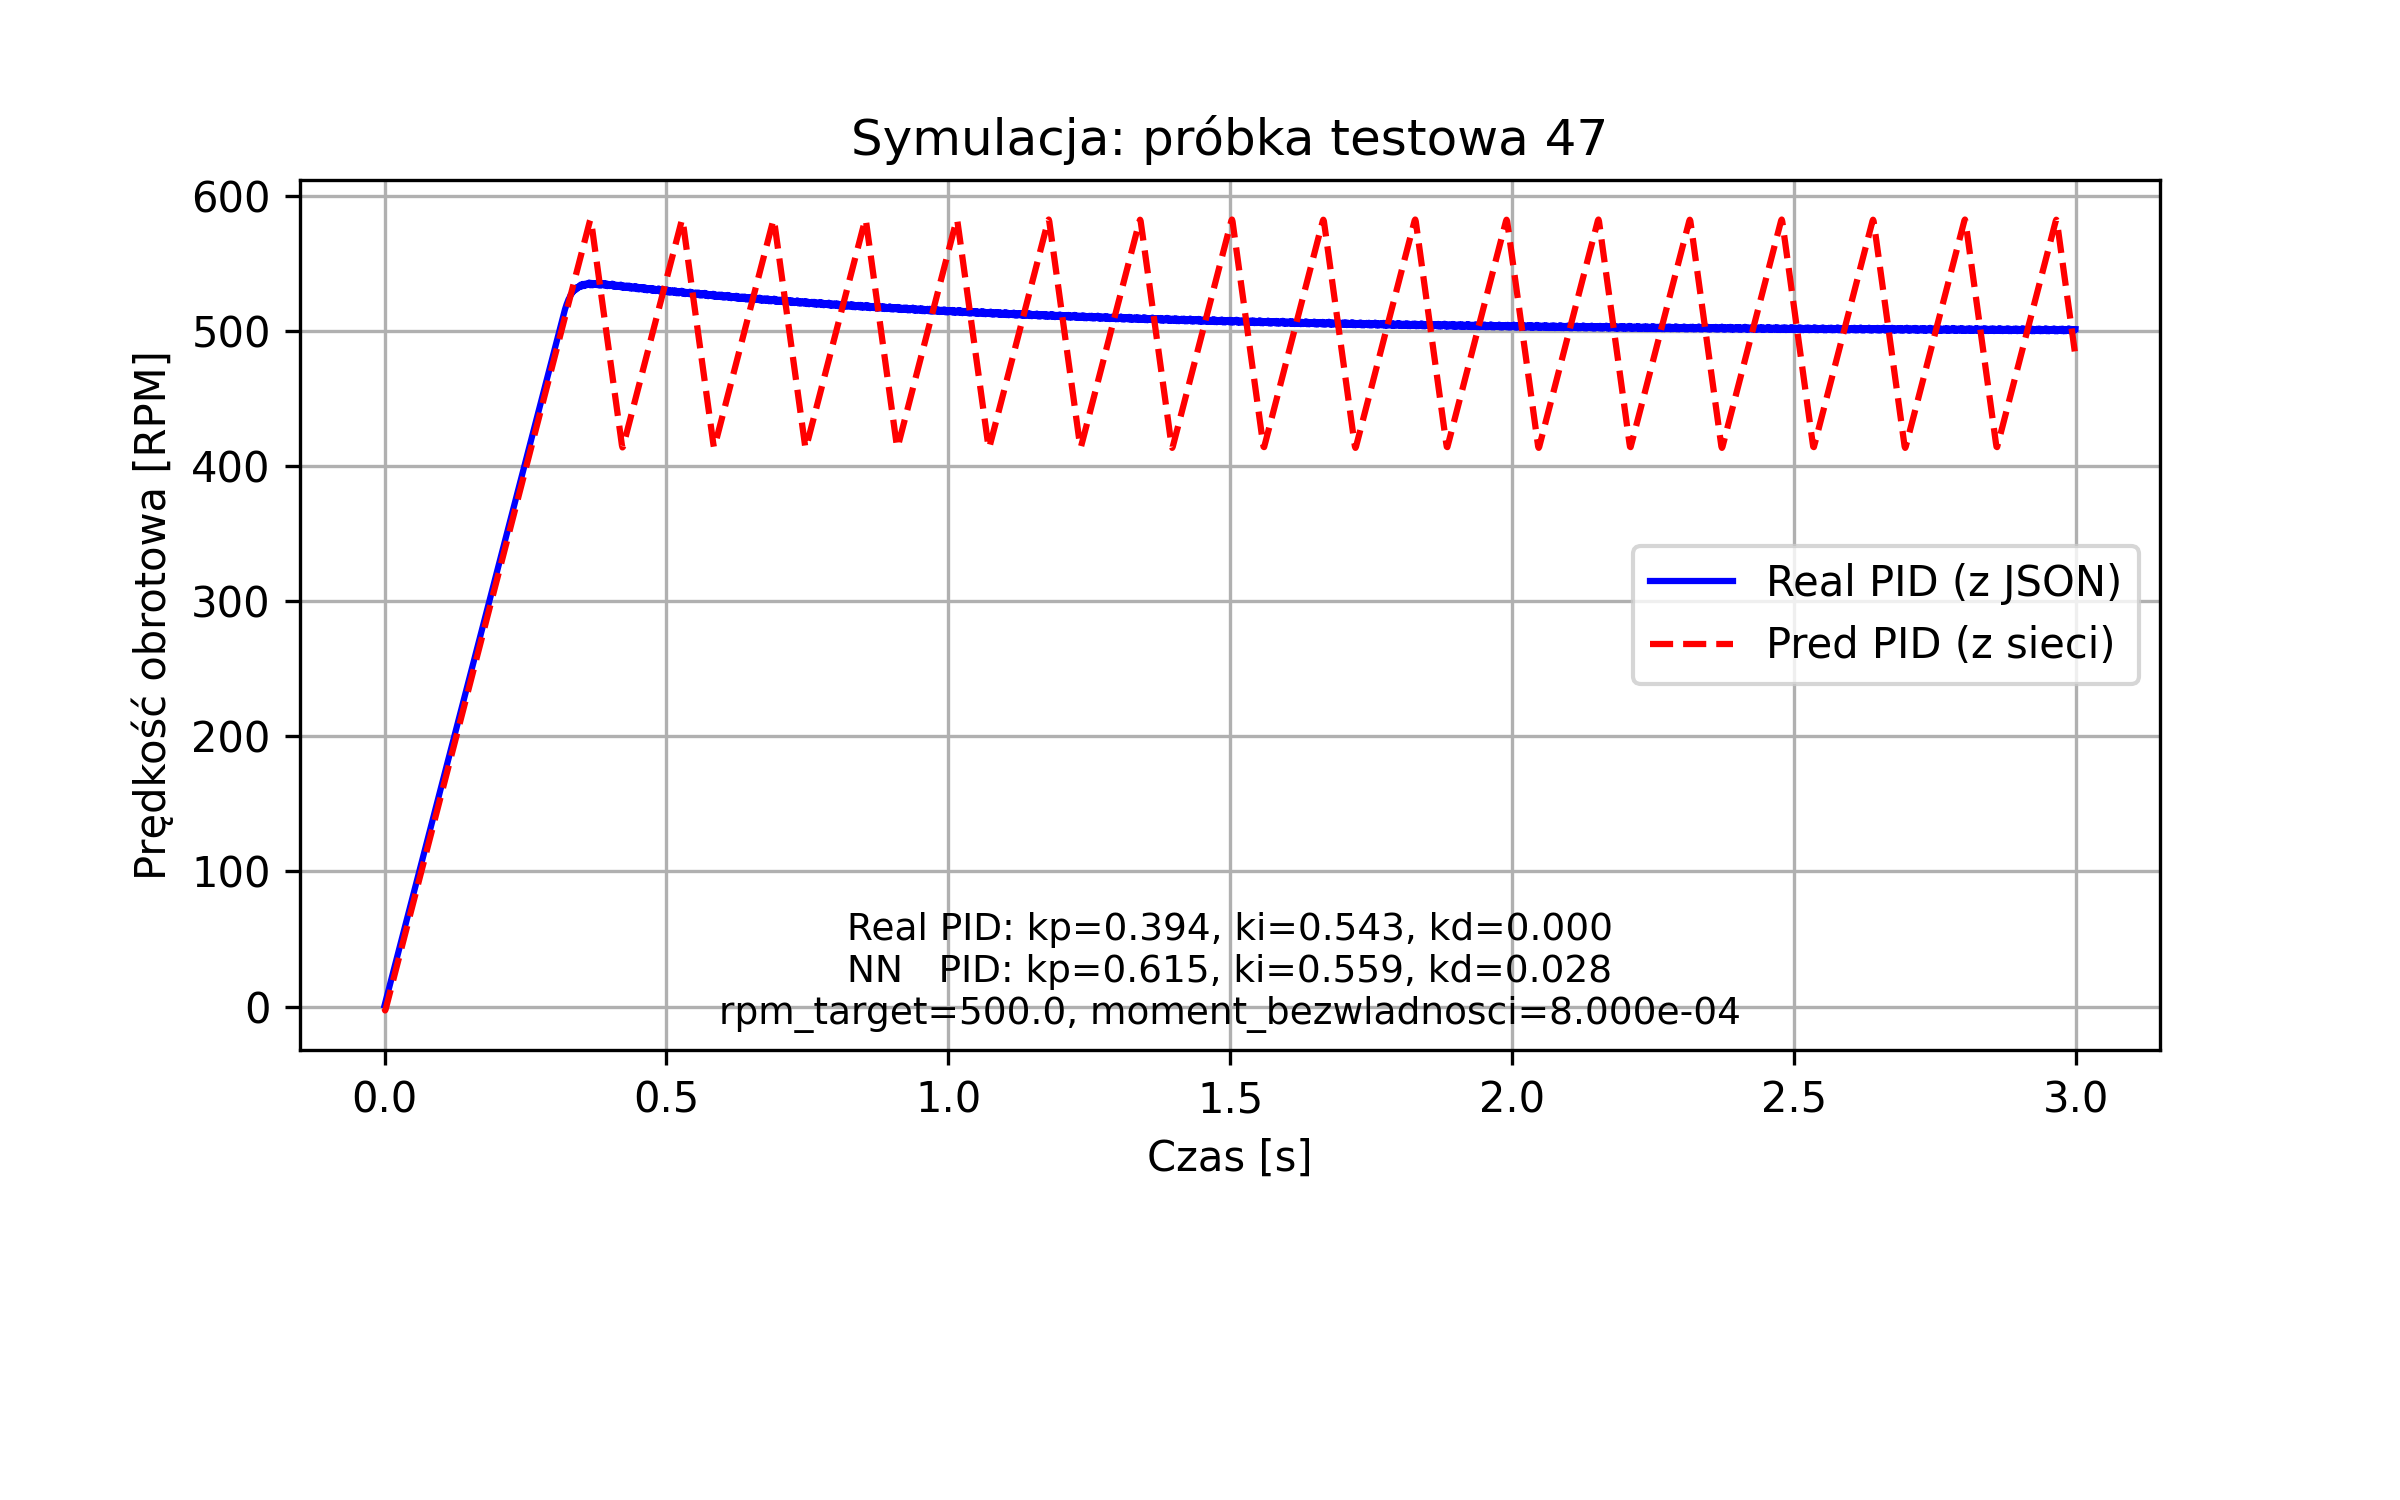 Symulacja: próbka testowa 47
600
500
400
300
200
100
0
Prędkość obrotowa [RPM]
Real PID (z JSON)
Pred PID (z sieci)
Real PID: kp=0.394, ki=0.543, kd=0.000
NN   PID: kp=0.615, ki=0.559, kd=0.028
rpm_target=500.0, moment_bezwladnosci=8.000e-04
0.0 0.5 1.0 1.5 2.0 2.5 3.0
Czas [s]